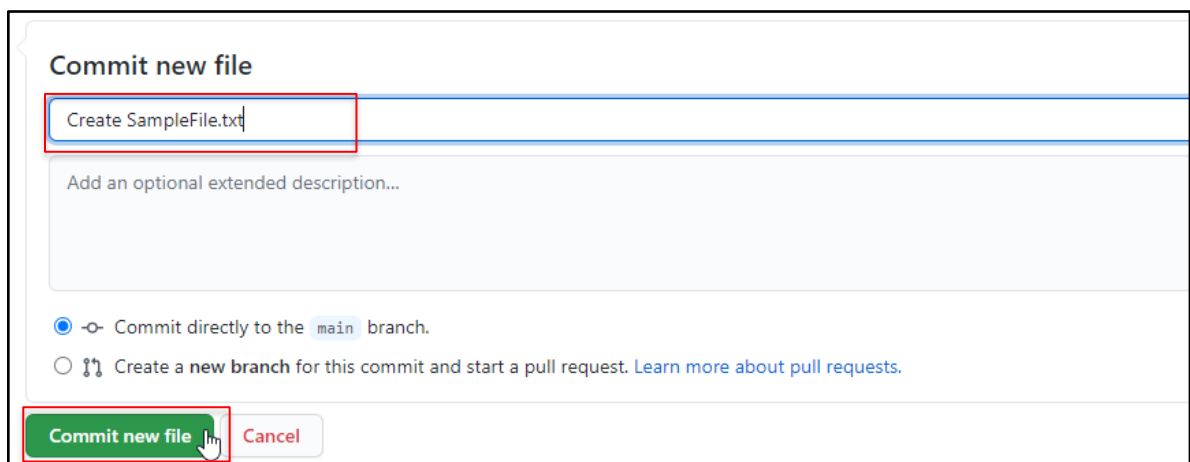 Commit new file
Create SampleFile.txt
Add an optional extended description...
Commit directly to the main branch.
Create a new branch for this commit and start a pull request. Learn more about pull requests.
Commit new file Cancel